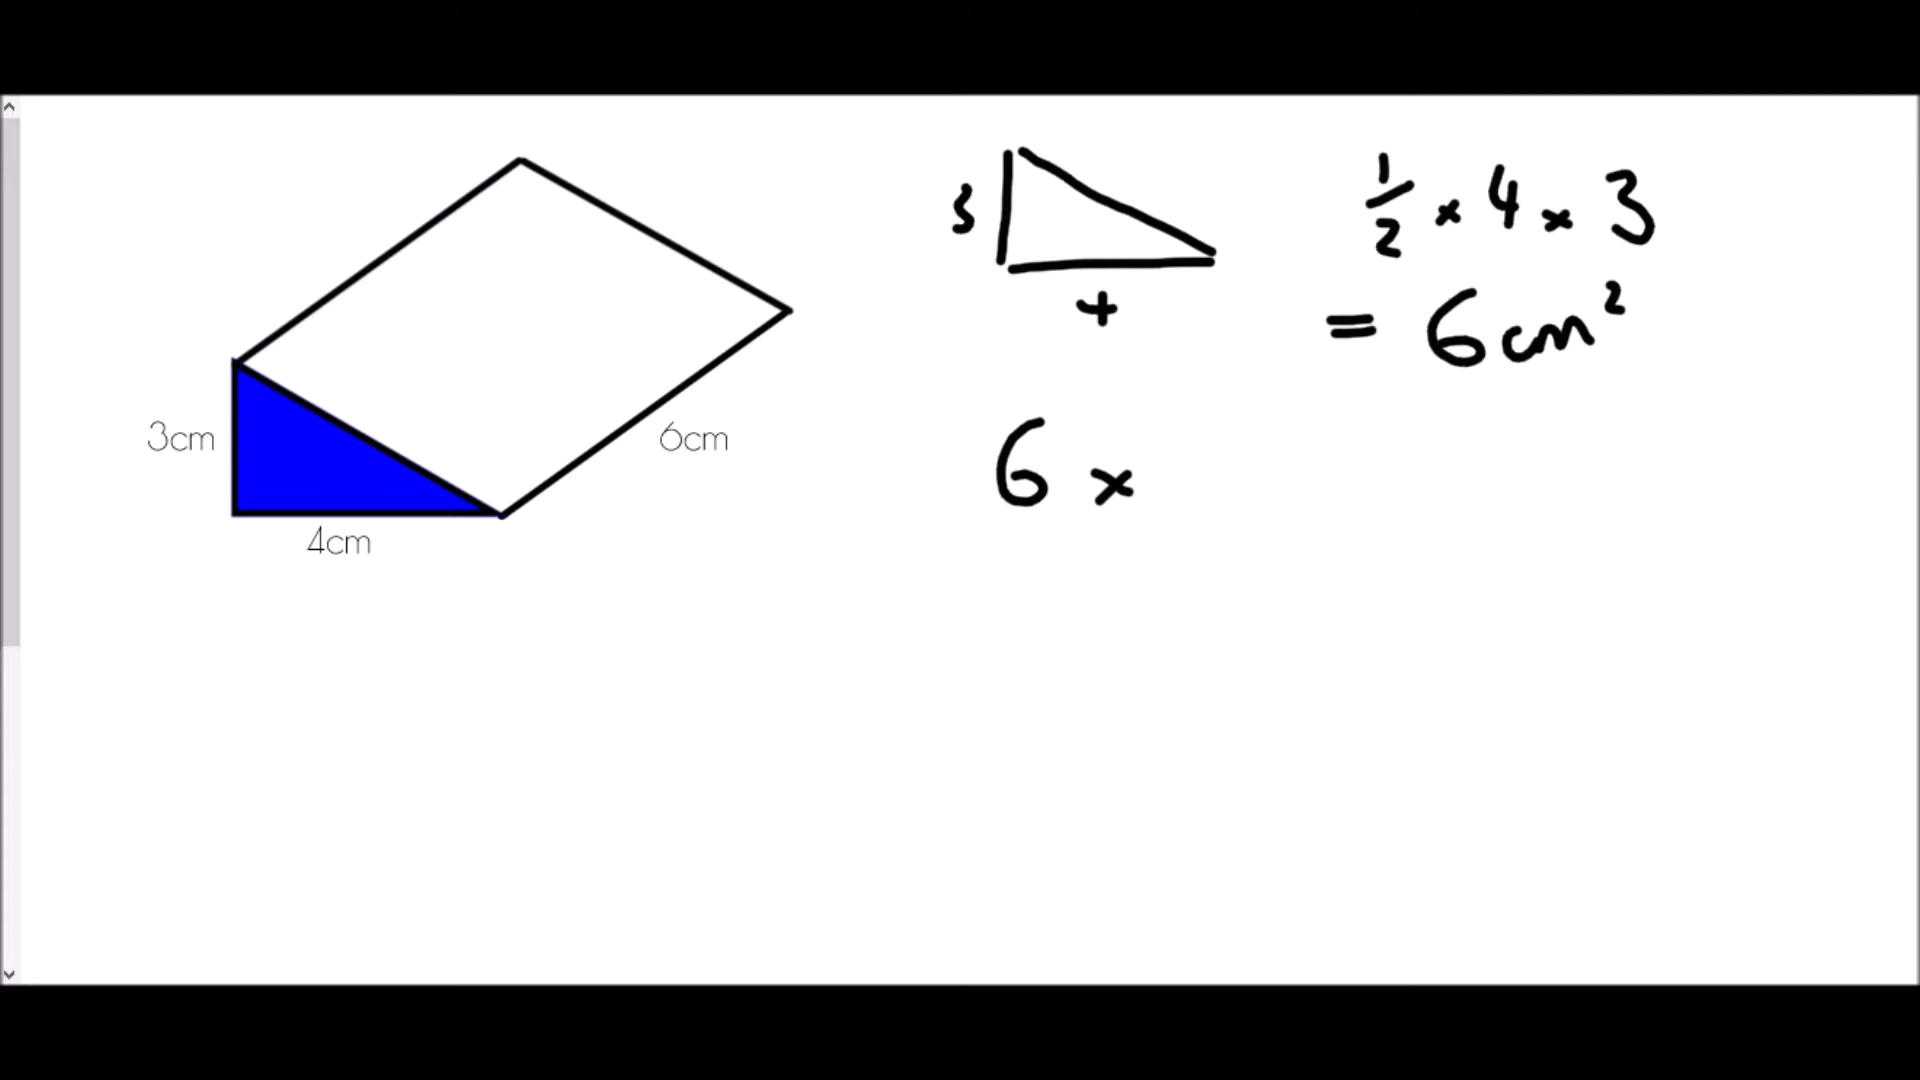 3cm
4cm
6cm
3
4
½ × 4 × 3
= 6cm²
6 ×